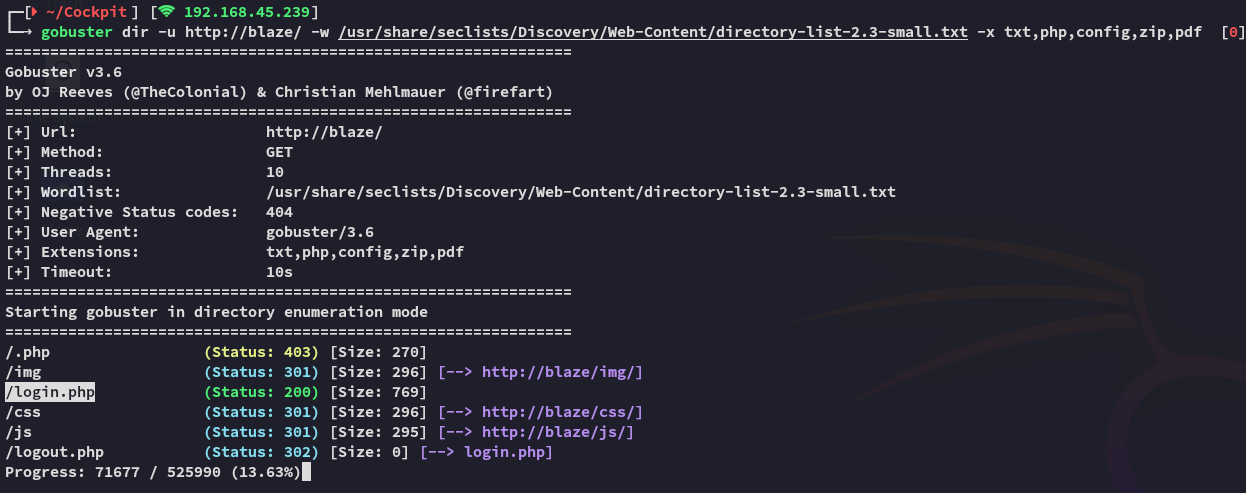 [ ~/Cockpit ] [ 192.168.45.239]
gobuster dir -u http://blaze/ -w /usr/share/seclists/Discovery/Web-Content/directory-list-2.3-small.txt -x txt,php,config,zip,pdf [0]
===============================================================
Gobuster v3.6
by OJ Reeves (@TheColonial) & Christian Mehlmauer (@firefart)
===============================================================
[+] Url: http://blaze/
[+] Method: GET
[+] Threads: 10
[+] Wordlist: /usr/share/seclists/Discovery/Web-Content/directory-list-2.3-small.txt
[+] Negative Status codes: 404
[+] User Agent: gobuster/3.6
[+] Extensions: txt,php,config,zip,pdf
[+] Timeout: 10s
===============================================================
Starting gobuster in directory enumeration mode
===============================================================
/.php (Status: 403) [Size: 270]
/img (Status: 301) [Size: 296] [--> http://blaze/img/]
/login.php (Status: 200) [Size: 769]
/css (Status: 301) [Size: 296] [--> http://blaze/css/]
/js (Status: 301) [Size: 295] [--> http://blaze/js/]
/logout.php (Status: 302) [Size: 0] [--> login.php]
Progress: 71677 / 525990 (13.63%)